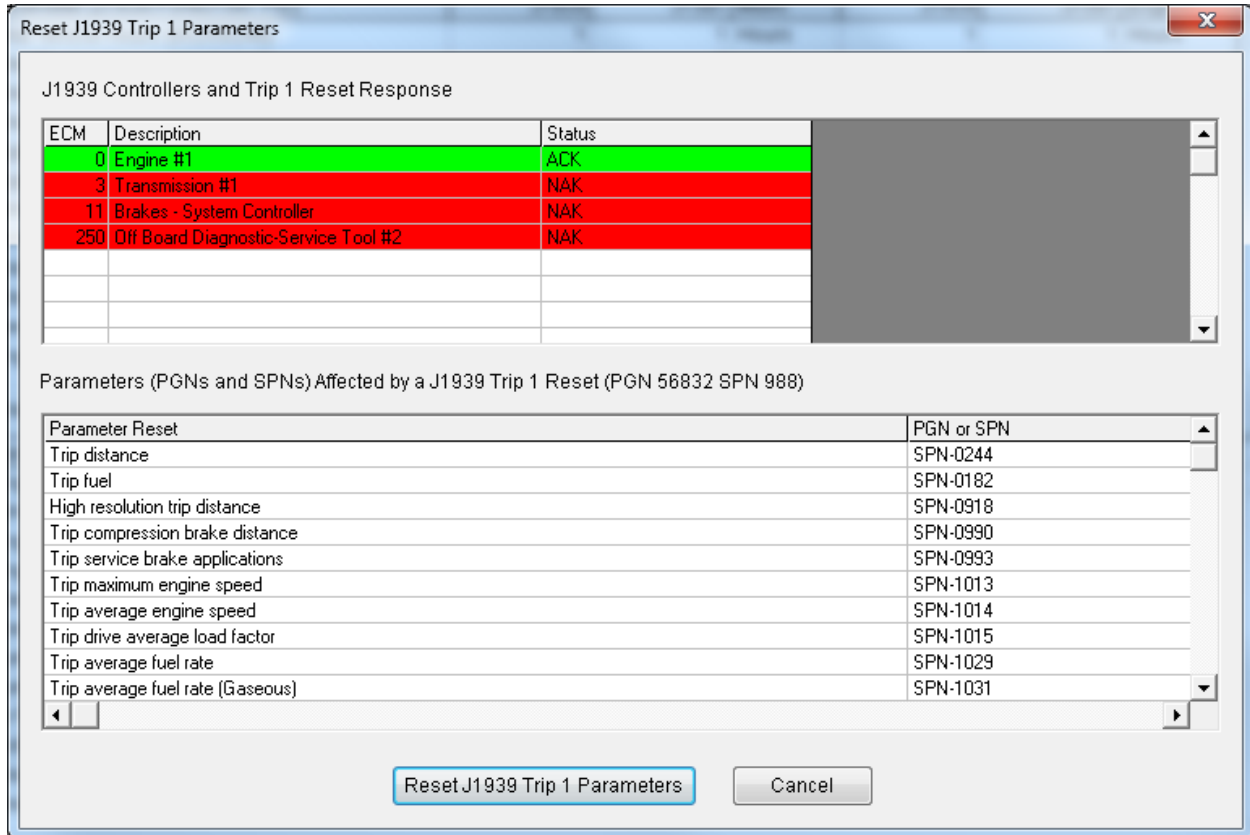 Reset J1939 Trip 1 Parameters
J1939 Controllers and Trip 1 Reset Response
ECM Description Status
0 Engine #1 ACK
3 Transmission #1 NAK
11 Brakes - System Controller NAK
250 Off Board Diagnostic-Service Tool #2 NAK
Parameters (PGNs and SPNs) Affected by a J1939 Trip 1 Reset (PGN 56832 SPN 988)
Parameter Reset PGN or SPN
Trip distance SPN-0244
Trip fuel SPN-0182
High resolution trip distance SPN-0918
Trip compression brake distance SPN-0990
Trip service brake applications SPN-0993
Trip maximum engine speed SPN-1013
Trip average engine speed SPN-1014
Trip drive average load factor SPN-1015
Trip average fuel rate SPN-1029
Trip average fuel rate (Gaseous) SPN-1031
Reset J1939 Trip 1 Parameters Cancel